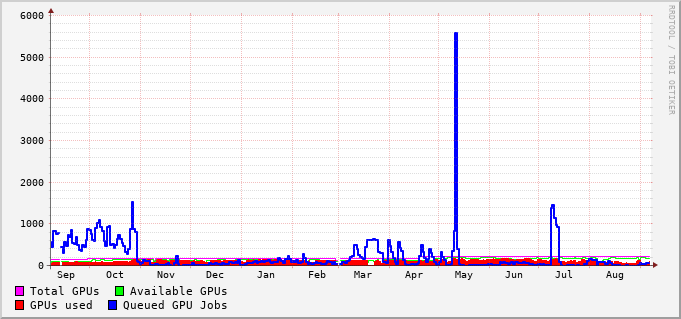 6000
5000
4000
3000
2000
1000
0
Sep Oct Nov Dec Jan Feb Mar Apr May Jun Jul Aug
Total GPUs Available GPUs
GPUs used Queued GPU Jobs
RRDTOOL / TOBI OETIKER